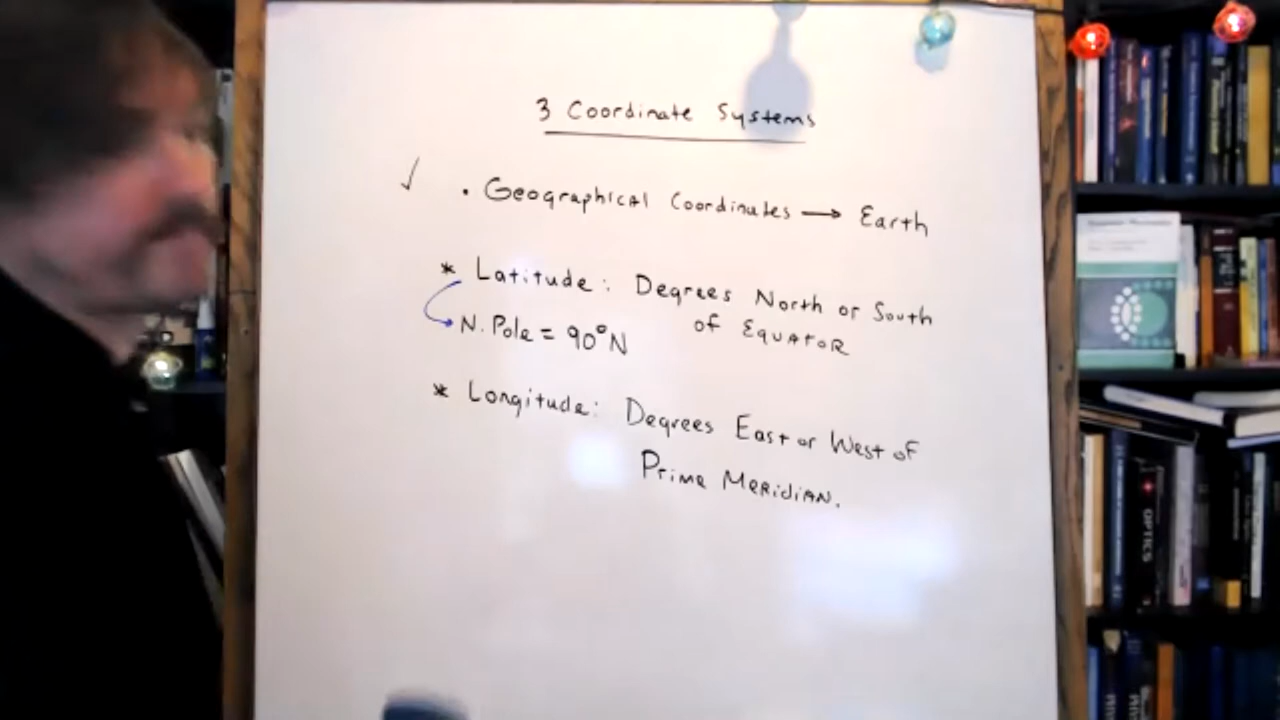 3 Coordinate Systems
✓ • Geographical Coordinates → Earth
* Latitude: Degrees North or South
of Equator
N. Pole = 90°N
* Longitude: Degrees East or West of
Prime Meridian.
OPTICS